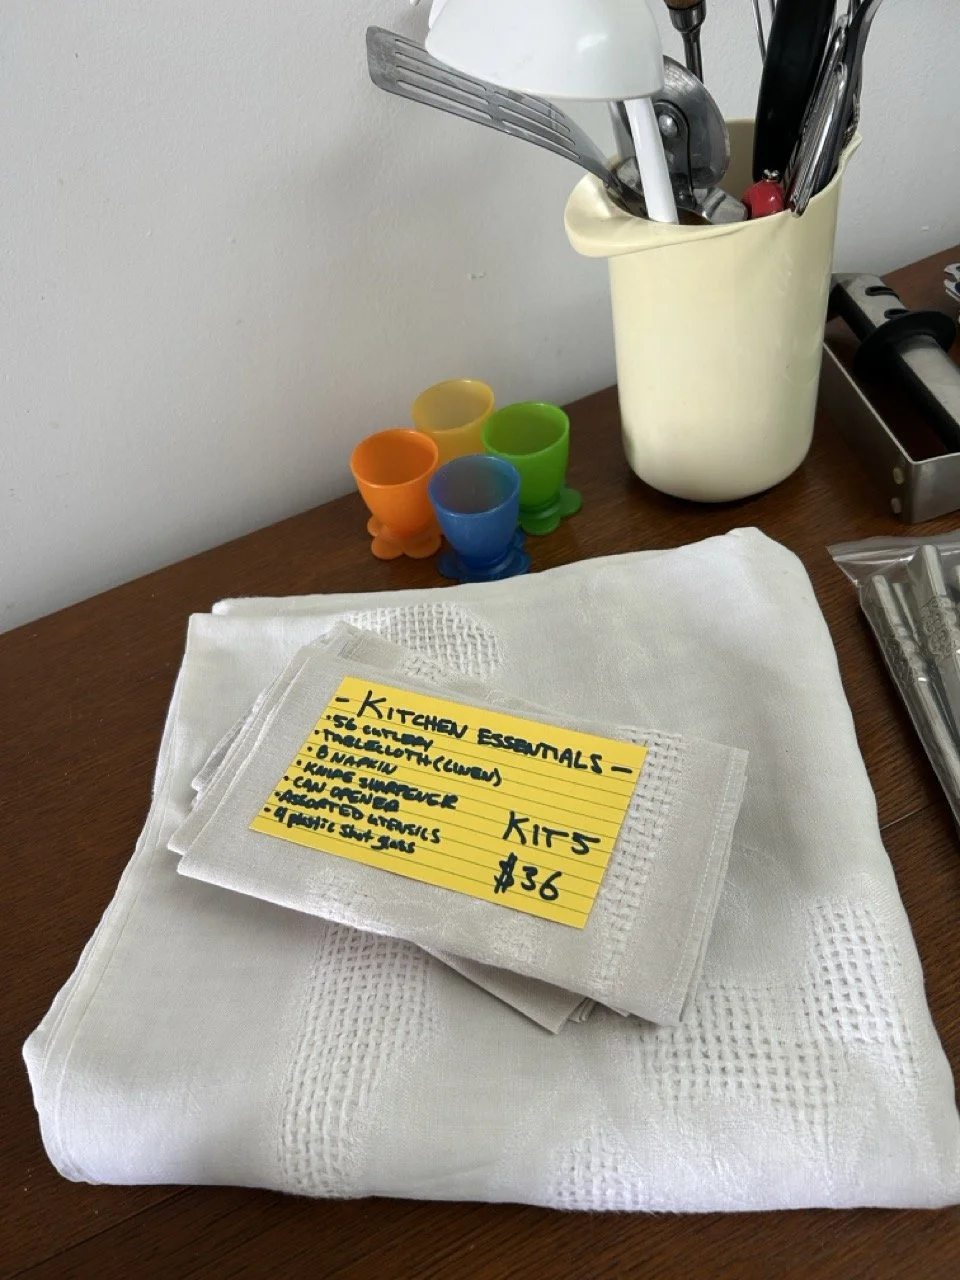 - KITCHEN ESSENTIALS -
· 56 CUTLERY
· TABLECLOTH (LINEN)
· 8 NAPKIN
· KNIFE SHARPENER
· CAN OPENER
· ASSORTED UTENSILS
· 4 plastic shot glass
KIT 5
$36